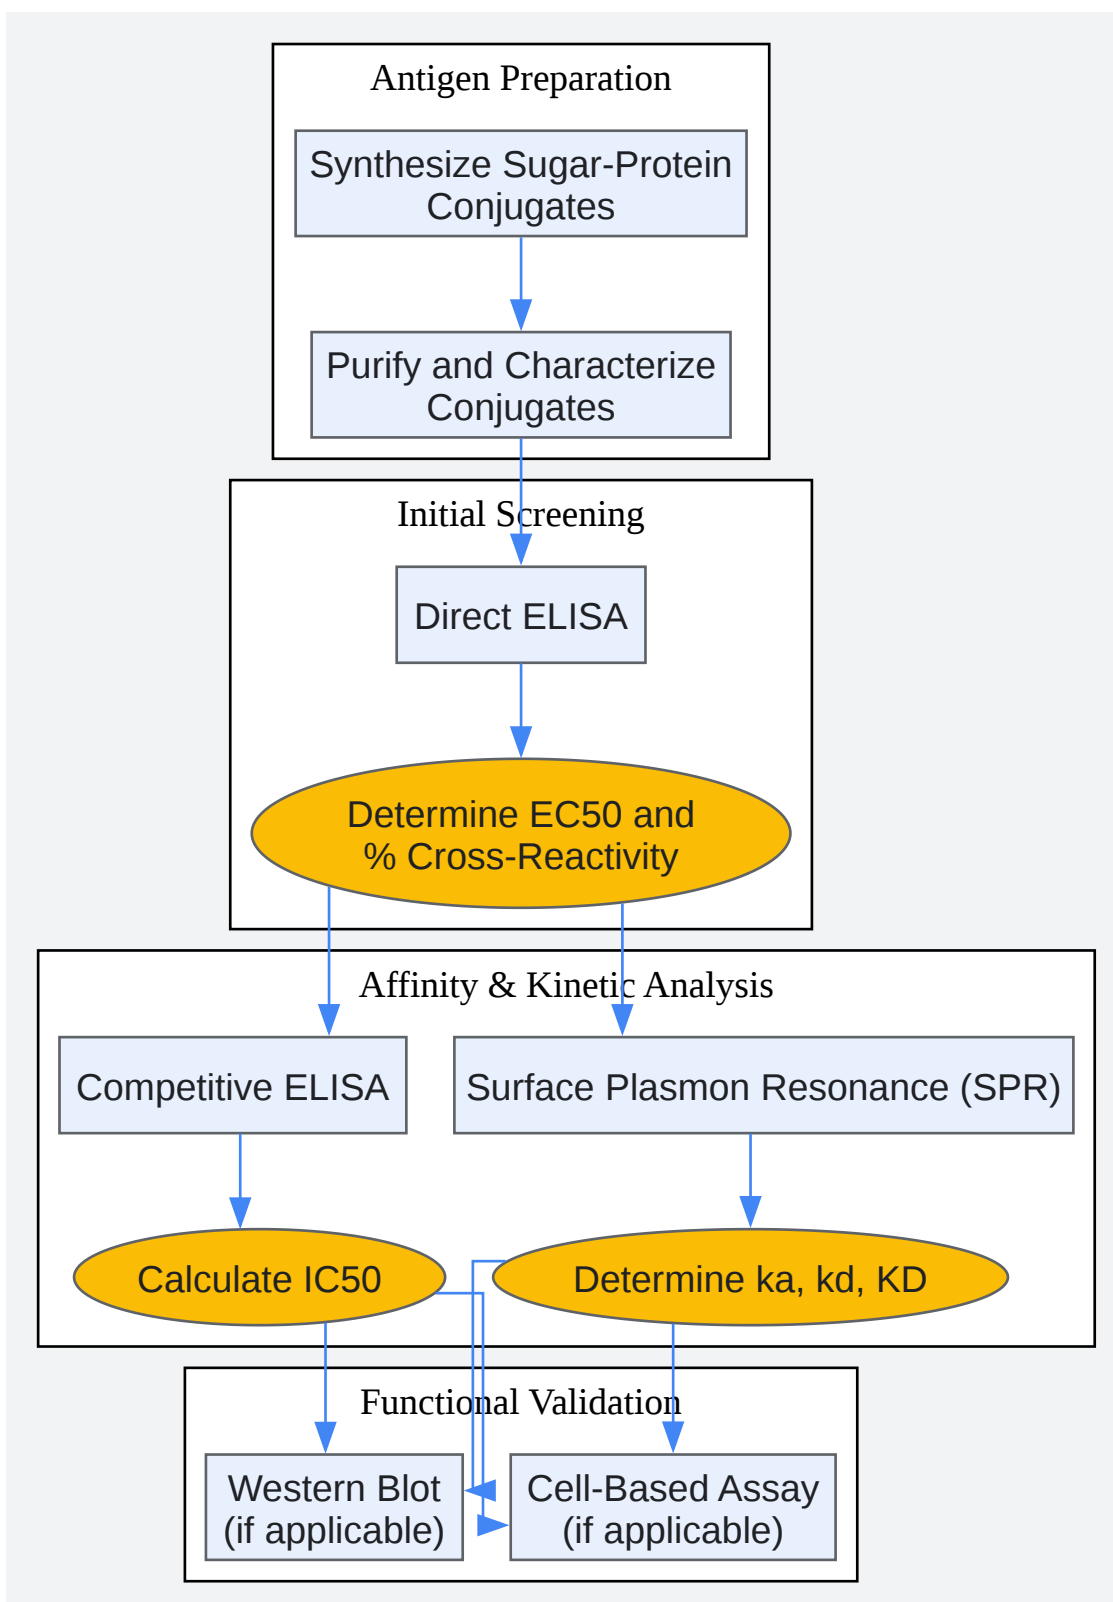 Antigen Preparation
Synthesize Sugar-Protein
Conjugates
Purify and Characterize
Conjugates
Initial Screening
Direct ELISA
Determine EC50 and
% Cross-Reactivity
Affinity & Kinetic Analysis
Competitive ELISA
Surface Plasmon Resonance (SPR)
Calculate IC50
Determine ka, kd, KD
Functional Validation
Western Blot
(if applicable)
Cell-Based Assay
(if applicable)